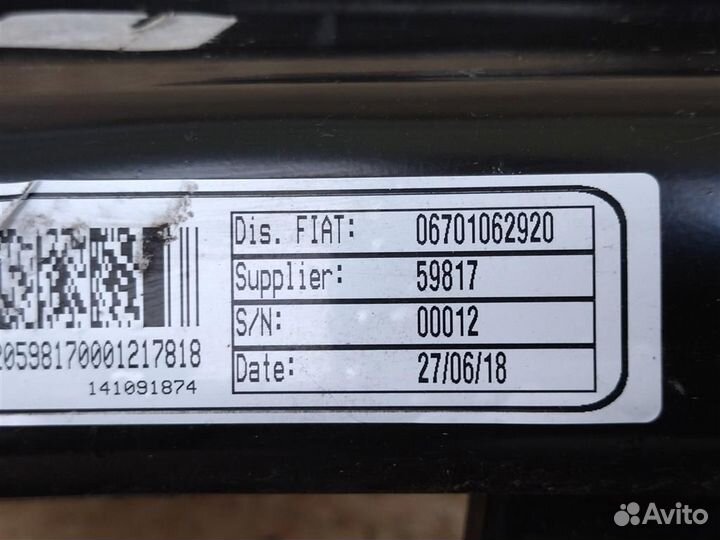 Dis. FIAT: 06701062920
Supplier: 59817
S/N: 00012
Date: 27/06/18
20598170001217818
141091874
Avito